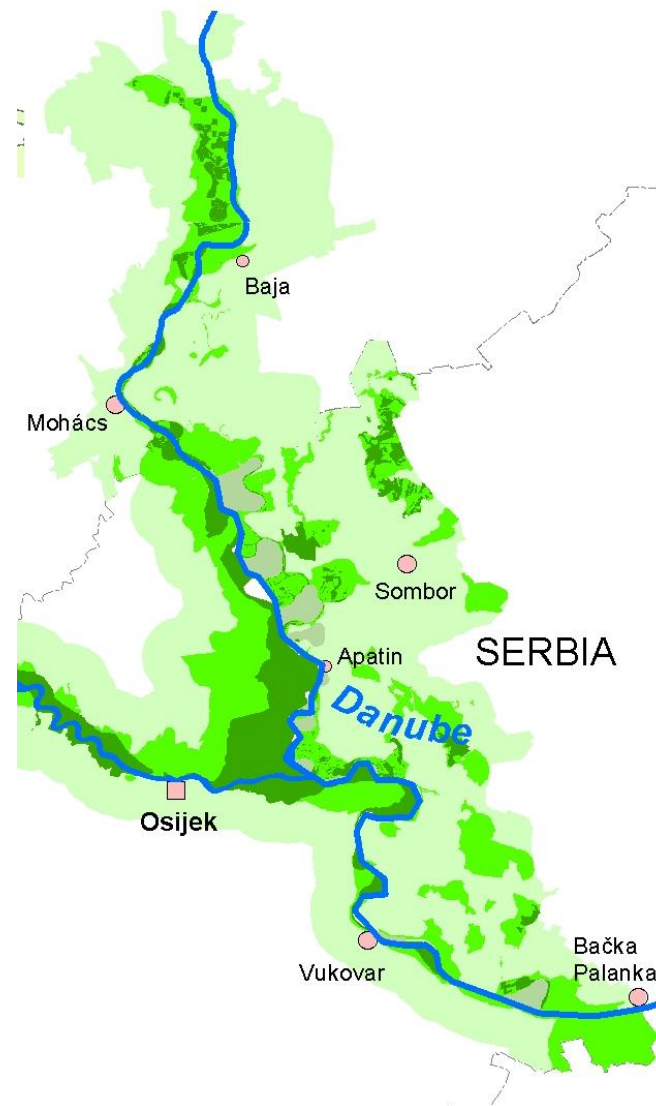 Baja
Mohács
Sombor
Apatin
SERBIA
Danube
Osijek
Vukovar
Bačka
Palanka